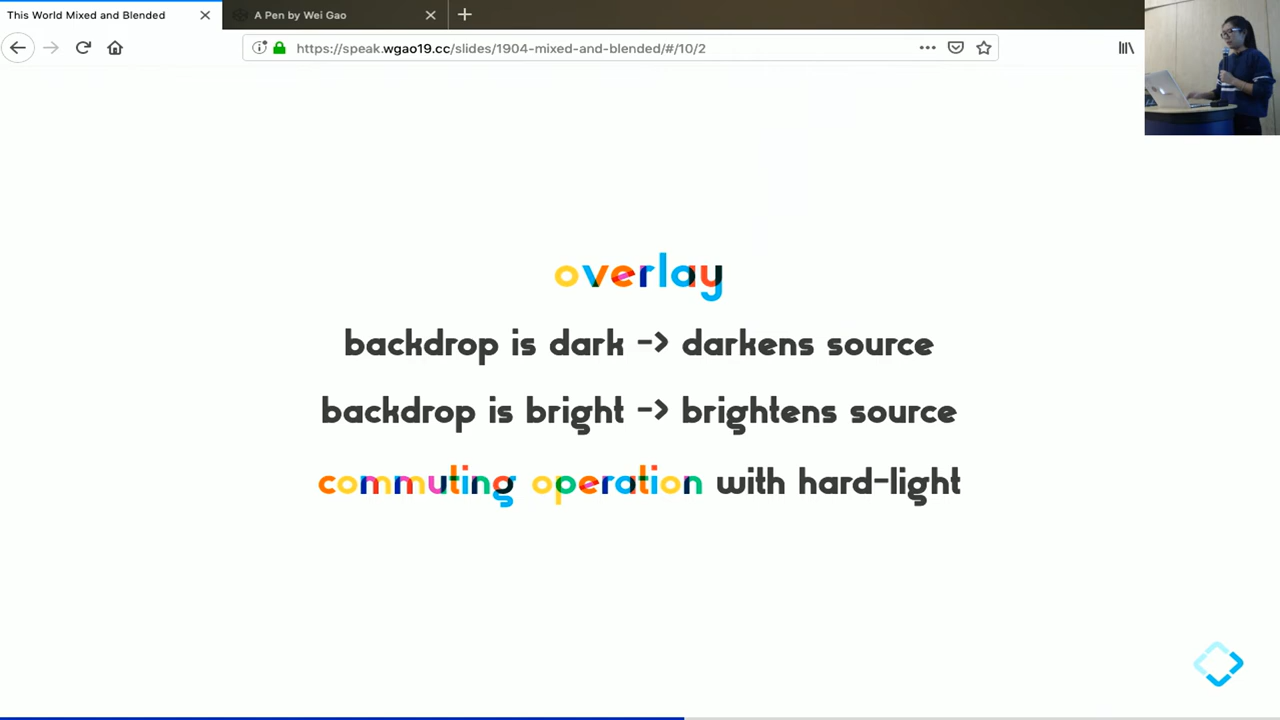 This World Mixed and Blended
A Pen by Wei Gao
https://speak.wgao19.cc/slides/1904-mixed-and-blended/#/10/2
overlay
backdrop is dark -> darkens source
backdrop is bright -> brightens source
commuting operation with hard-light